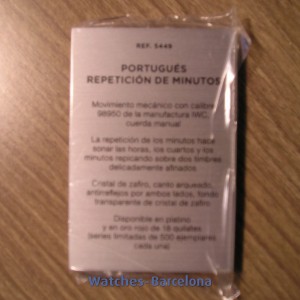 REF. 5449
PORTUGUÉS
REPETICIÓN DE MINUTOS
Movimiento mecánico con calibre
98950 de la manufactura IWC,
cuerda manual
La repetición de los minutos hace
sonar las horas, los cuartos y los
minutos repicando sobre dos timbres
delicadamente afinados
Cristal de zafiro, canto arqueado,
antirreflejos por ambos lados, fondo
transparente de cristal de zafiro
Disponible en platino
y en oro rojo de 18 quilates
(series limitadas de 500 ejemplares
cada una)
Watches Barcelona